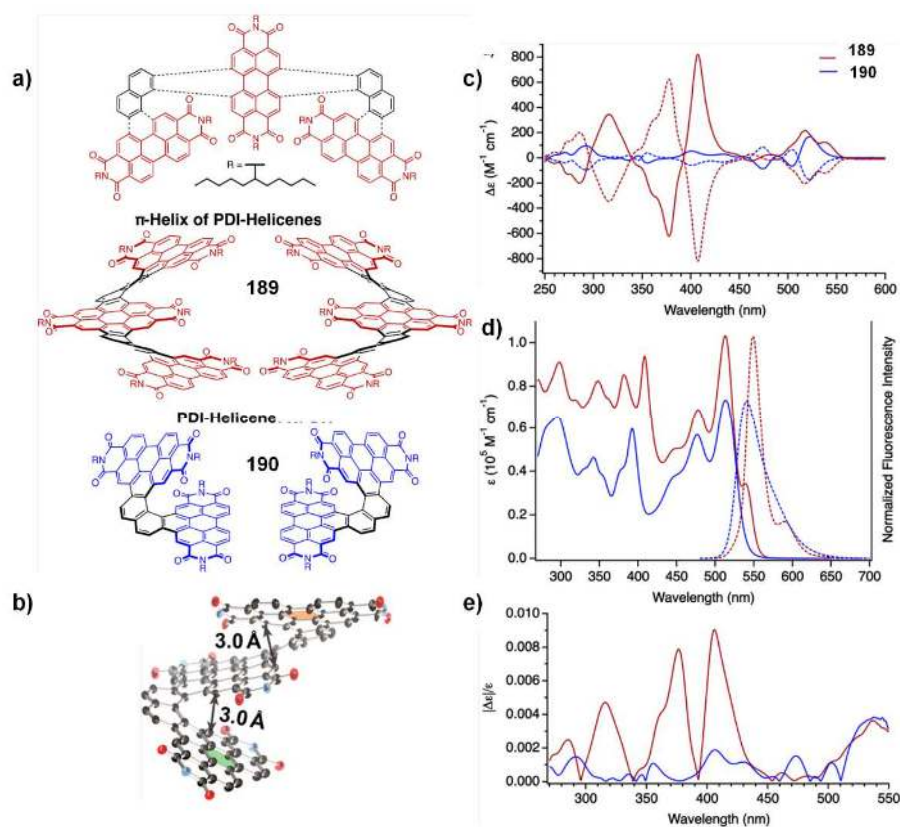 a)
R
O N O
O O
RN NR
O O
O N O
R
R =
π-Helix of PDI-Helicenes
189
PDI-Helicene
190
b)
3.0 Å
3.0 Å
c)
189
190
800
600
400
200
0
-200
-400
-600
-800
Δε (M⁻¹ cm⁻¹)
250 300 350 400 450 500 550 600
Wavelength (nm)
d)
1.0
0.8
0.6
0.4
0.2
0.0
ε (10⁵ M⁻¹ cm⁻¹)
Normalized Fluorescence Intensity
300 350 400 450 500 550 600 650 700
Wavelength (nm)
e)
0.010
0.008
0.006
0.004
0.002
0.000
|Δε|/ε
300 350 400 450 500 550
Wavelength (nm)